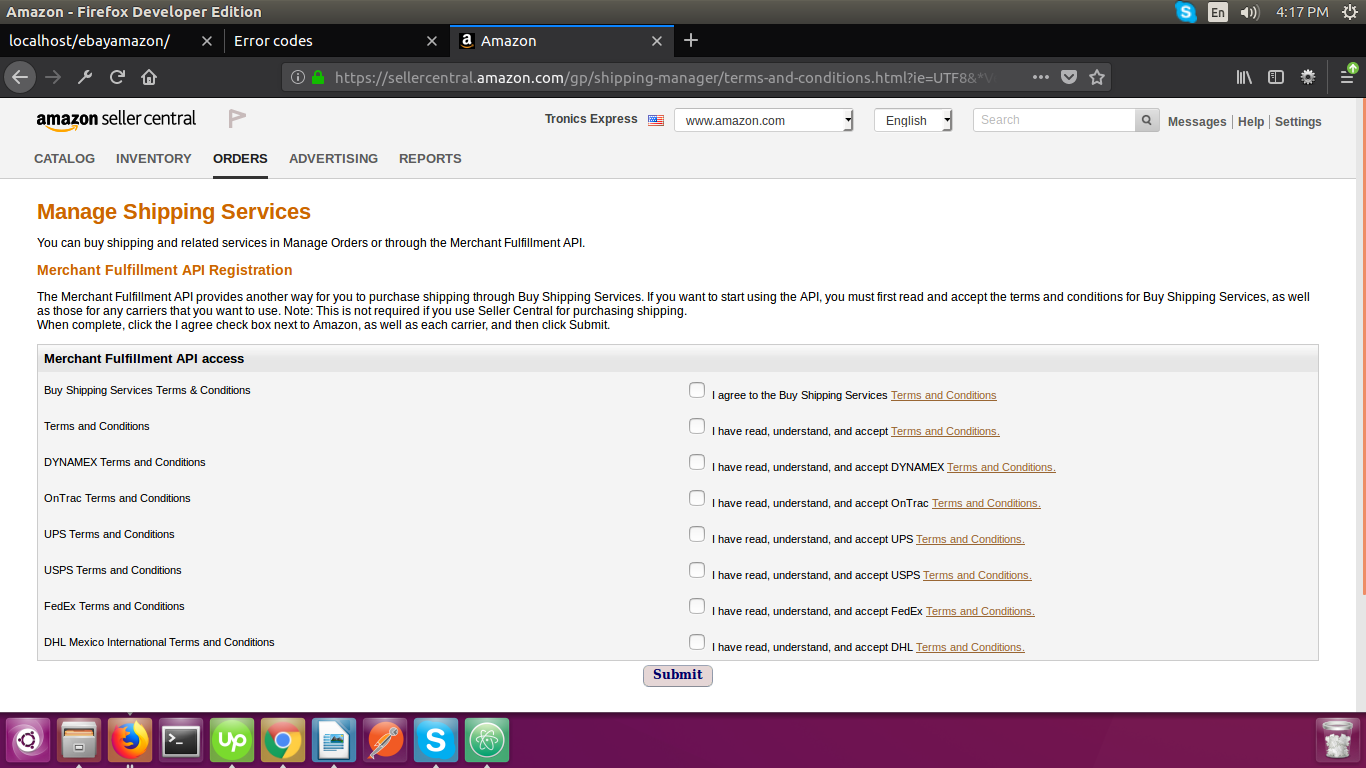 Amazon - Firefox Developer Edition
En
4:17 PM
localhost/ebayamazon/
Error codes
Amazon
https://sellercentral.amazon.com/gp/shipping-manager/terms-and-conditions.html?ie=UTF8&*V
amazon seller central
Tronics Express
www.amazon.com
English
Search
Messages | Help | Settings
CATALOG
INVENTORY
ORDERS
ADVERTISING
REPORTS
Manage Shipping Services
You can buy shipping and related services in Manage Orders or through the Merchant Fulfillment API.
Merchant Fulfillment API Registration
The Merchant Fulfillment API provides another way for you to purchase shipping through Buy Shipping Services. If you want to start using the API, you must first read and accept the terms and conditions for Buy Shipping Services, as well
as those for any carriers that you want to use. Note: This is not required if you use Seller Central for purchasing shipping.
When complete, click the I agree check box next to Amazon, as well as each carrier, and then click Submit.
Merchant Fulfillment API access
Buy Shipping Services Terms & Conditions
I agree to the Buy Shipping Services Terms and Conditions
Terms and Conditions
I have read, understand, and accept Terms and Conditions.
DYNAMEX Terms and Conditions
I have read, understand, and accept DYNAMEX Terms and Conditions.
OnTrac Terms and Conditions
I have read, understand, and accept OnTrac Terms and Conditions.
UPS Terms and Conditions
I have read, understand, and accept UPS Terms and Conditions.
USPS Terms and Conditions
I have read, understand, and accept USPS Terms and Conditions.
FedEx Terms and Conditions
I have read, understand, and accept FedEx Terms and Conditions.
DHL Mexico International Terms and Conditions
I have read, understand, and accept DHL Terms and Conditions.
Submit